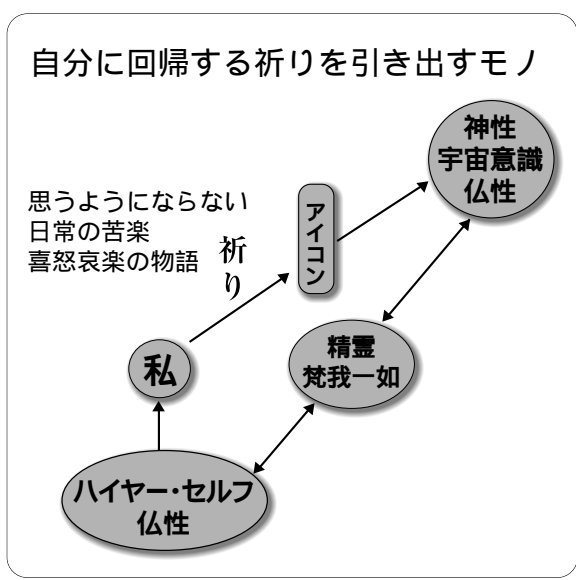 自分に回帰する祈りを引き出すモノ
神性
宇宙意識
仏性
思うようにならない
日常の苦楽
喜怒哀楽の物語
祈り
アイコン
精霊
梵我一如
私
ハイヤー・セルフ
仏性